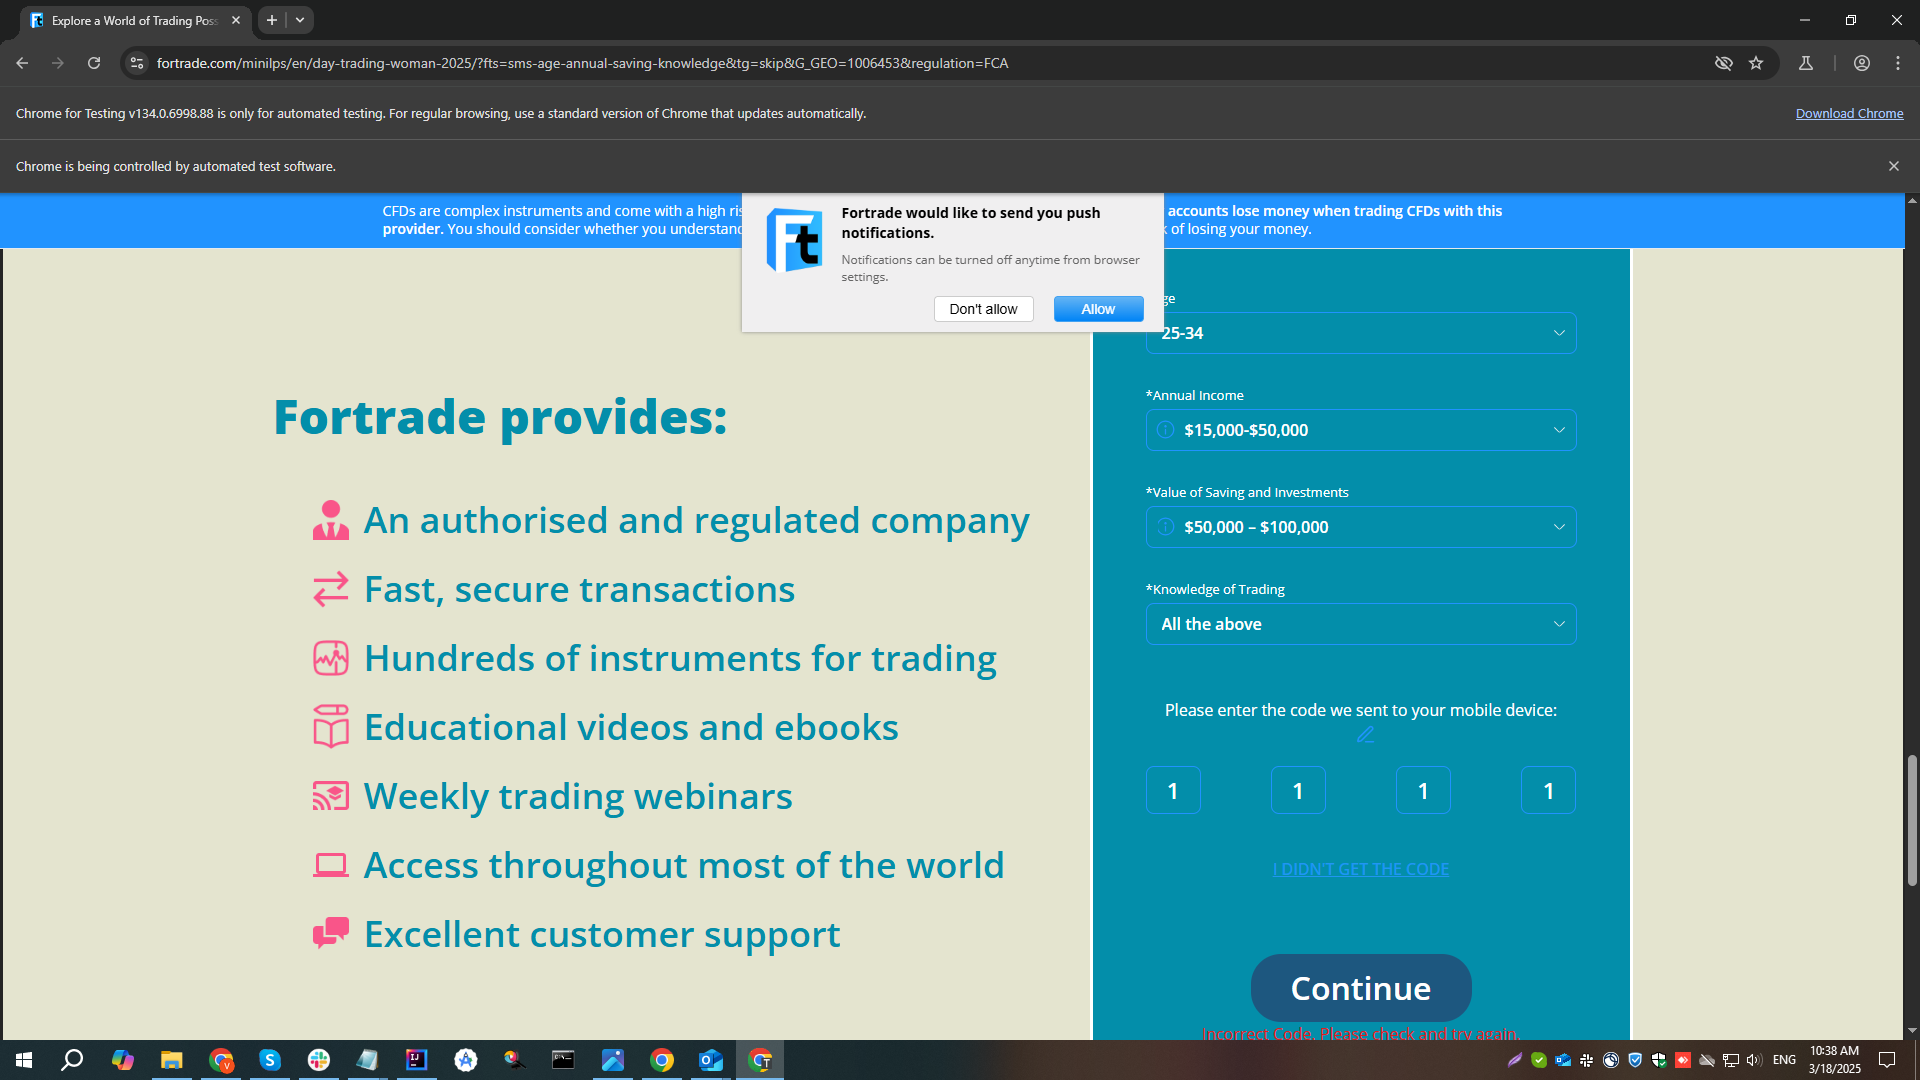 Explore a World of Trading Poss
fortrade.com/minilps/en/day-trading-woman-2025/?fts=sms-age-annual-saving-knowledge&tg=skip&G_GEO=1006453&regulation=FCA
Chrome for Testing v134.0.6998.88 is only for automated testing. For regular browsing, use a standard version of Chrome that updates automatically.
Download Chrome
Chrome is being controlled by automated test software.
CFDs are complex instruments and come with a high
accounts lose money when trading CFDs with this
provider. You should consider whether you
of losing your money.
Ft
Fortrade would like to send you push
notifications.
Notifications can be turned off anytime from browser
settings.
Don't allow
Allow
25-34
*Annual Income
$15,000-$50,000
*Value of Saving and Investments
$50,000 – $100,000
*Knowledge of Trading
All the above
Please enter the code we sent to your mobile device:
1 1 1 1
I DIDN'T GET THE CODE
Continue
Incorrect Code. Please check and try again.
Fortrade provides:
An authorised and regulated company
Fast, secure transactions
Hundreds of instruments for trading
Educational videos and ebooks
Weekly trading webinars
Access throughout most of the world
Excellent customer support
ENG
10:38 AM
3/18/2025